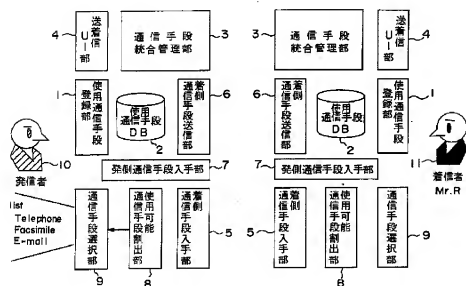 4
送着信UI部
3
通信手段統合管理部
1
使用通信手段登録部
使用通信手段DB
2
着側通信手段送信部
6
10
発信者
発側通信手段入手部
7
list
Telephone
Facsimile
E-mail
通信手段選択部
9
使用可能通信手段割出部
8
着側通信手段入手部
5
3
通信手段統合管理部
送着信UI部
4
6
着側通信手段送信部
使用通信手段DB
2
使用通信手段登録部
1
11
着信者
Mr.R
7
発側通信手段入手部
5
着側通信手段入手部
使用可能通信手段割出部
8
通信手段選択部
9